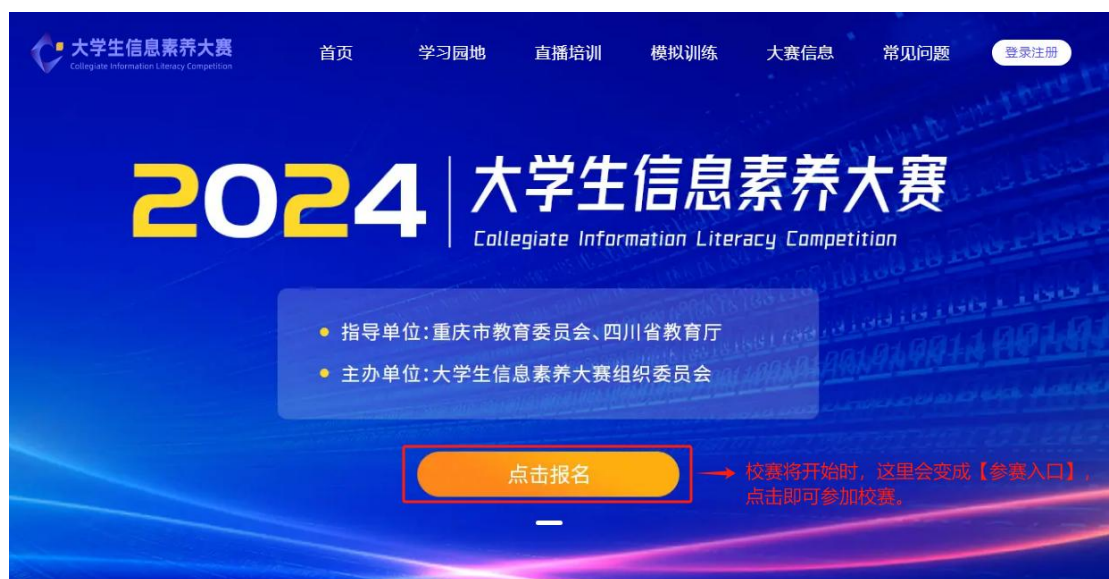 大学生信息素养大赛
Collegiate Information Literacy Competition
首页 学习园地 直播培训 模拟训练 大赛信息 常见问题 登录注册
2024 大学生信息素养大赛
Collegiate Information Literacy Competition
指导单位:重庆市教育委员会、四川省教育厅
主办单位:大学生信息素养大赛组织委员会
点击报名
校赛将开始时，这里会变成【参赛入口】，
点击即可参加校赛。